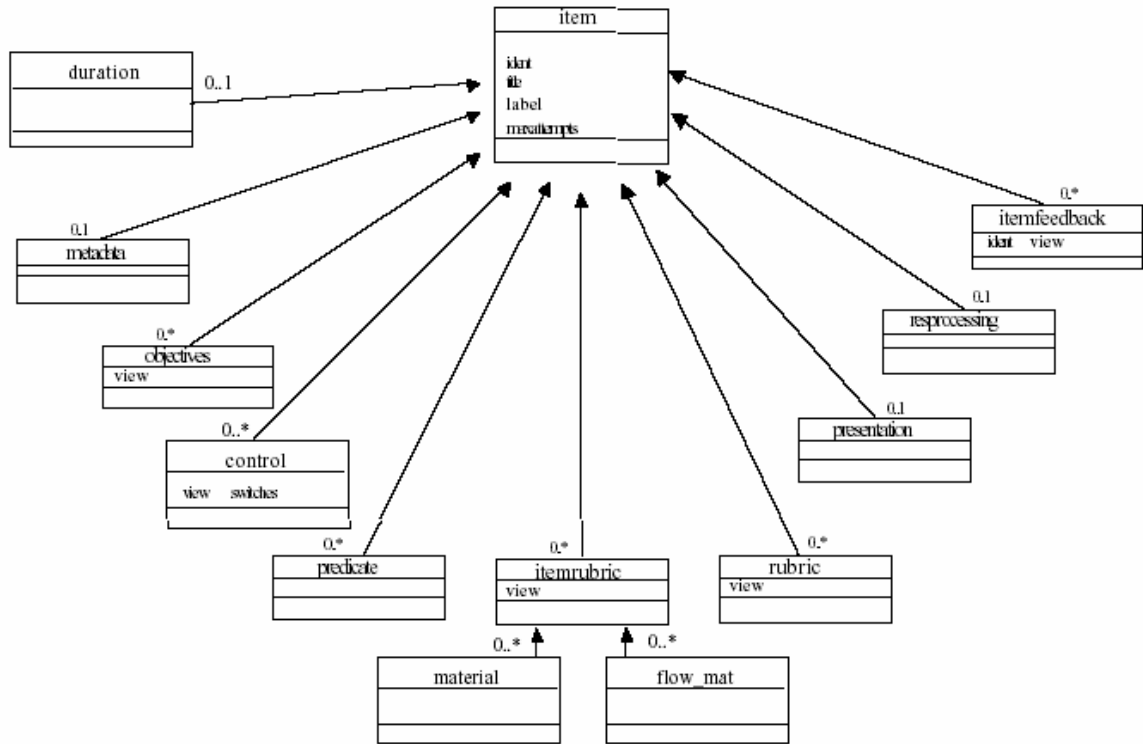 item
ident
title
label
maxattempts
duration
0..1
0..*
itemfeedback
ident view
0..1
metadata
0..1
resprocessing
0..*
objectives
view
0..1
presentation
0..*
control
view switches
0..*
predicate
0..*
itemrubric
view
0..*
rubric
view
0..*
material
0..*
flow_mat